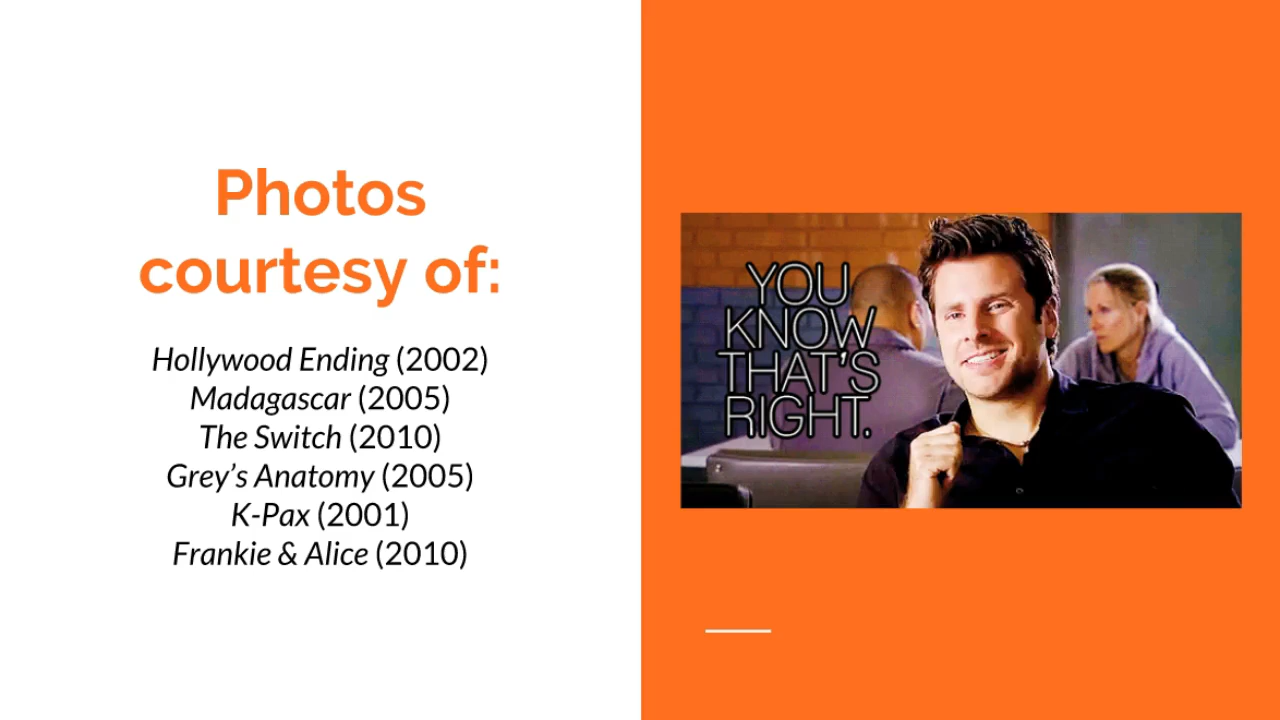 Photos
courtesy of:
Hollywood Ending (2002)
Madagascar (2005)
The Switch (2010)
Grey’s Anatomy (2005)
K-Pax (2001)
Frankie & Alice (2010)
YOU
KNOW
THAT’S
RIGHT.